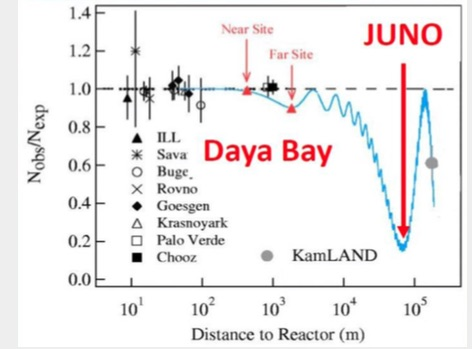 1.4
1.2
1.0
0.8
0.6
0.4
0.2
0.0
Nobs/Nexp
Near Site
Far Site
JUNO
Daya Bay
ILL
Sava
Buge
Rovno
Goesgen
Krasnoyark
Palo Verde
Chooz
KamLAND
10¹
10²
10³
10⁴
10⁵
Distance to Reactor (m)